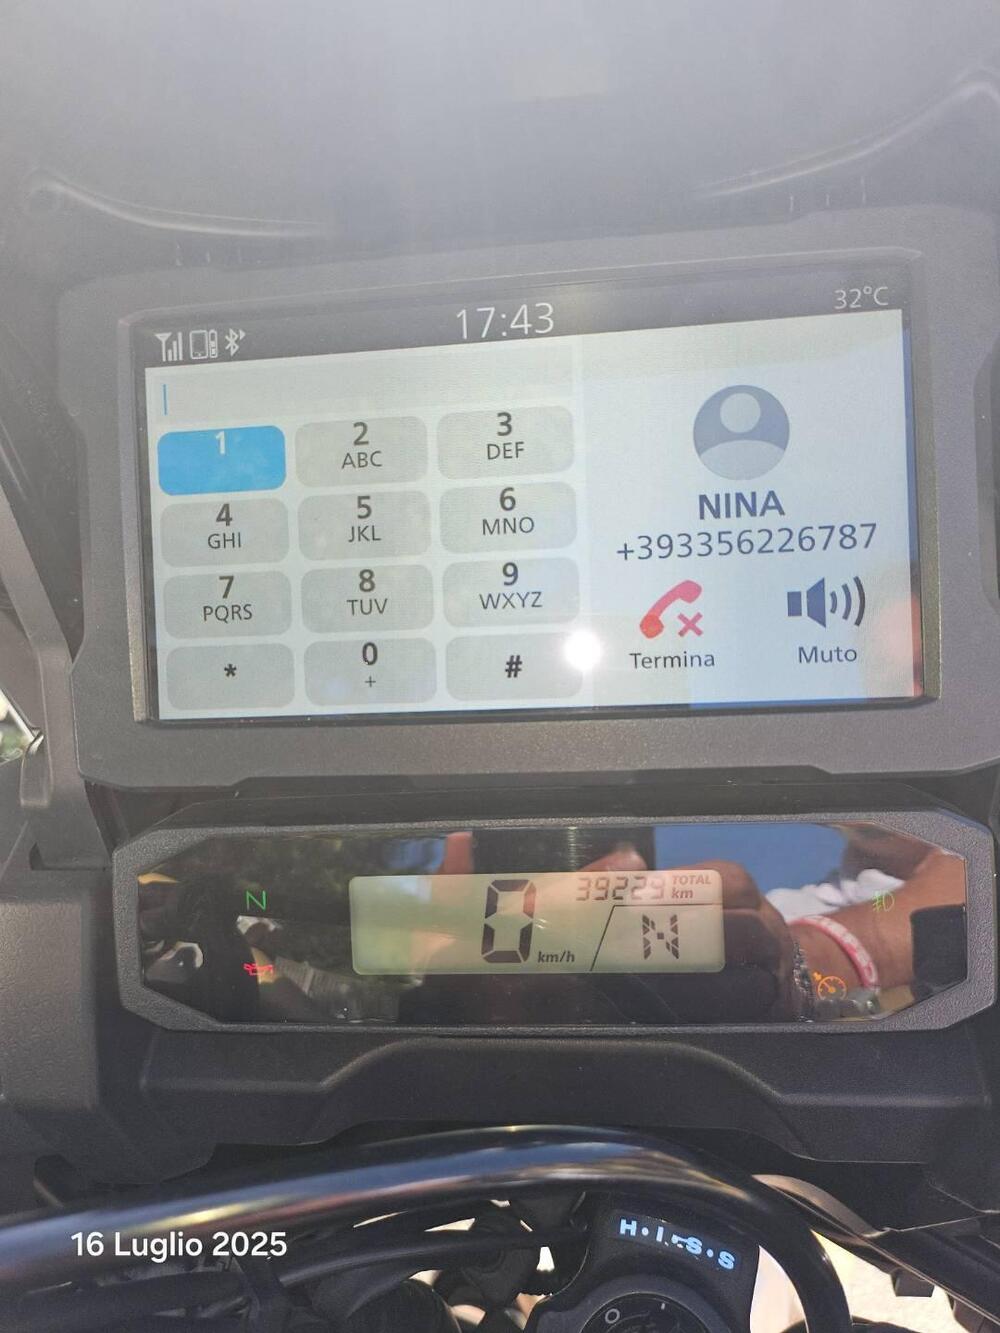 17:43
32°C
1
2
ABC
3
DEF
4
GHI
5
JKL
6
MNO
7
PQRS
8
TUV
9
WXYZ
*
0
+
#
NINA
+393356226787
Termina
Muto
N
39229 TOTAL
km
0 km/h
N
H·I·S·S
16 Luglio 2025